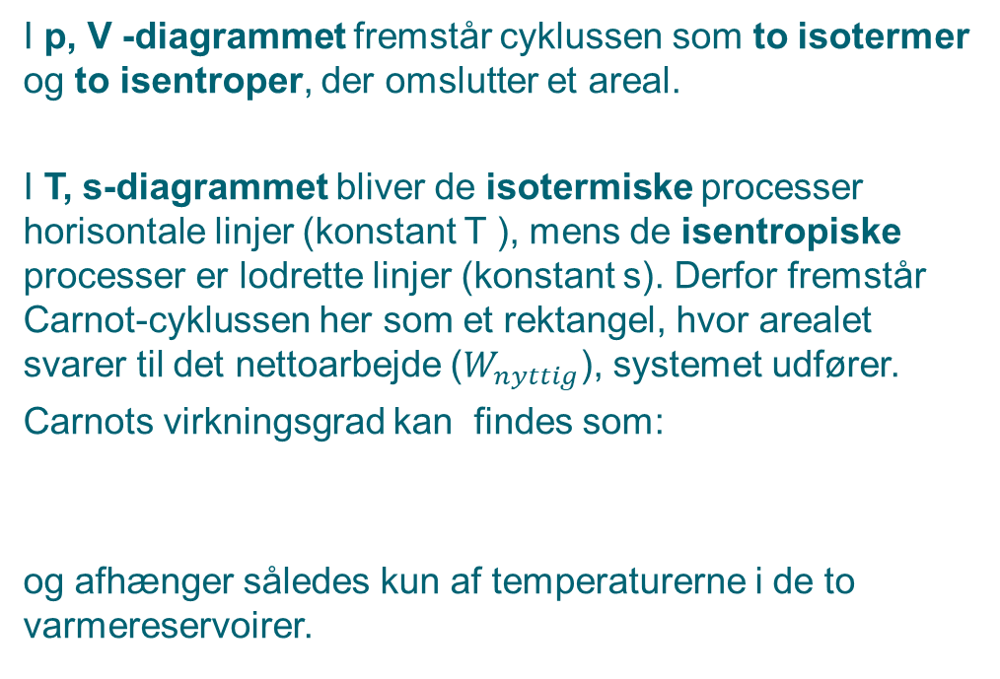 I p, V -diagrammet fremstår cyklussen som to isotermer
og to isentroper, der omslutter et areal.
I T, s-diagrammet bliver de isotermiske processer
horisontale linjer (konstant T ), mens de isentropiske
processer er lodrette linjer (konstant s). Derfor fremstår
Carnot-cyklussen her som et rektangel, hvor arealet
svarer til det nettoarbejde (W_nyttig), systemet udfører.
Carnots virkningsgrad kan  findes som:
og afhænger således kun af temperaturerne i de to
varmereservoirer.